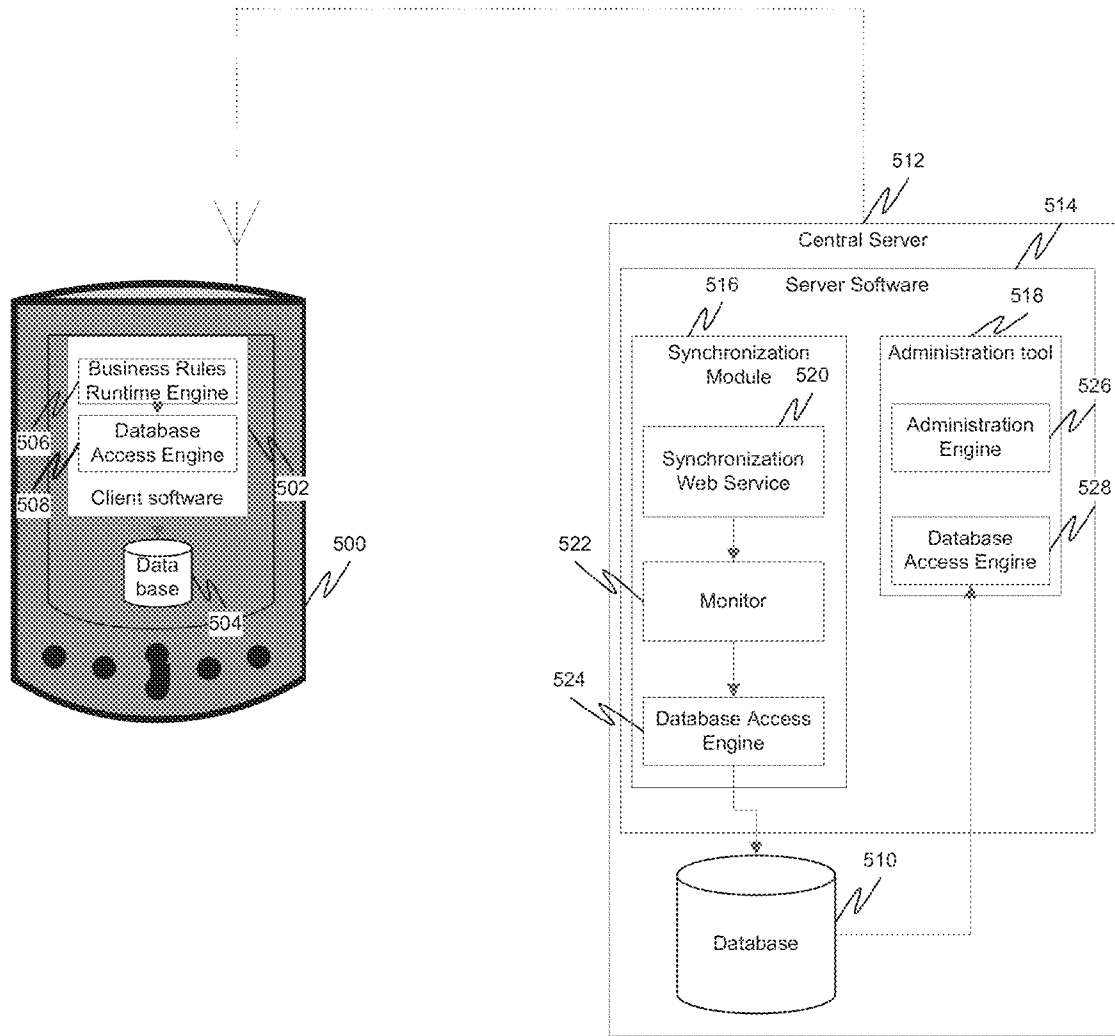 512
514
Central Server
Server Software
516
518
Synchronization
Module
Administration tool
520
526
Synchronization
Web Service
Administration
Engine
528
522
Monitor
Database
Access Engine
524
Database Access
Engine
510
Database
Business Rules
Runtime Engine
506
Database
Access Engine
502
508
Client software
500
Data
base
504